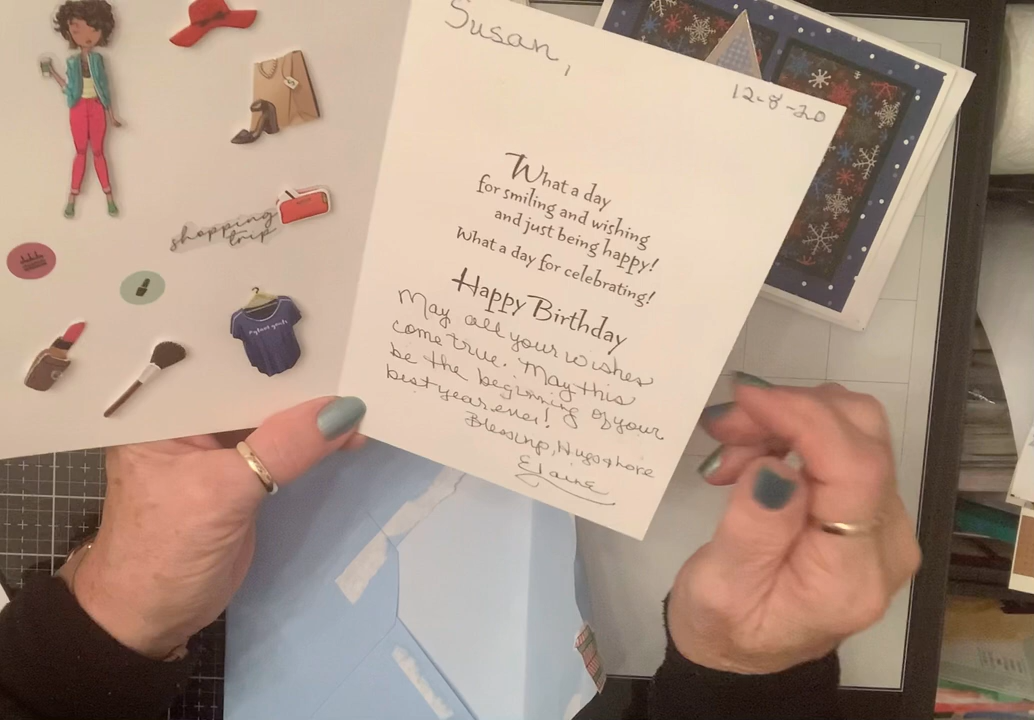 Susan,
12-8-20
What a day
for smiling and wishing
and just being happy!
What a day for celebrating!
Happy Birthday
May all your wishes
come true. May this
be the beginning of your
best year ever!
Blessings, Hugs & love
Elaine
shopping
trip